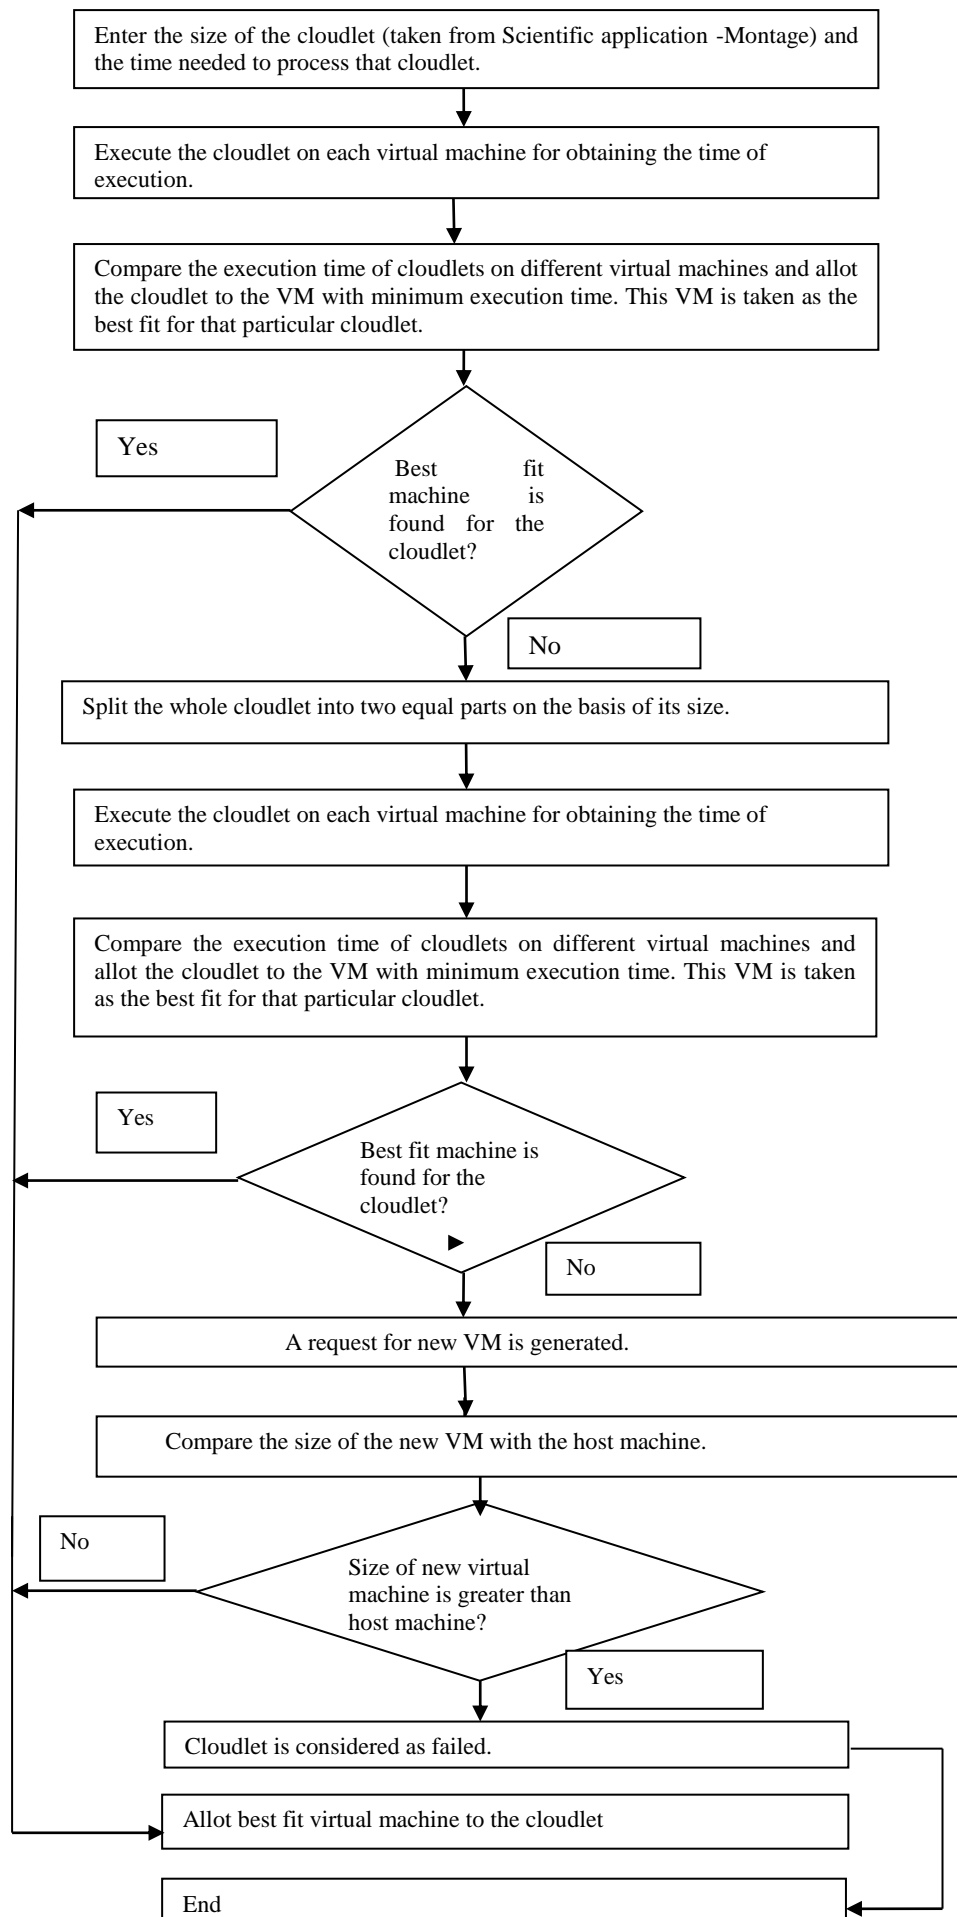 Enter the size of the cloudlet (taken from Scientific application -Montage) and
the time needed to process that cloudlet.
Execute the cloudlet on each virtual machine for obtaining the time of
execution.
Compare the execution time of cloudlets on different virtual machines and allot
the cloudlet to the VM with minimum execution time. This VM is taken as the
best fit for that particular cloudlet.
Yes
Best fit
machine is
found for the
cloudlet?
No
Split the whole cloudlet into two equal parts on the basis of its size.
Execute the cloudlet on each virtual machine for obtaining the time of
execution.
Compare the execution time of cloudlets on different virtual machines and
allot the cloudlet to the VM with minimum execution time. This VM is taken
as the best fit for that particular cloudlet.
Yes
Best fit machine is
found for the
cloudlet?
No
A request for new VM is generated.
Compare the size of the new VM with the host machine.
No
Size of new virtual
machine is greater than
host machine?
Yes
Cloudlet is considered as failed.
Allot best fit virtual machine to the cloudlet
End